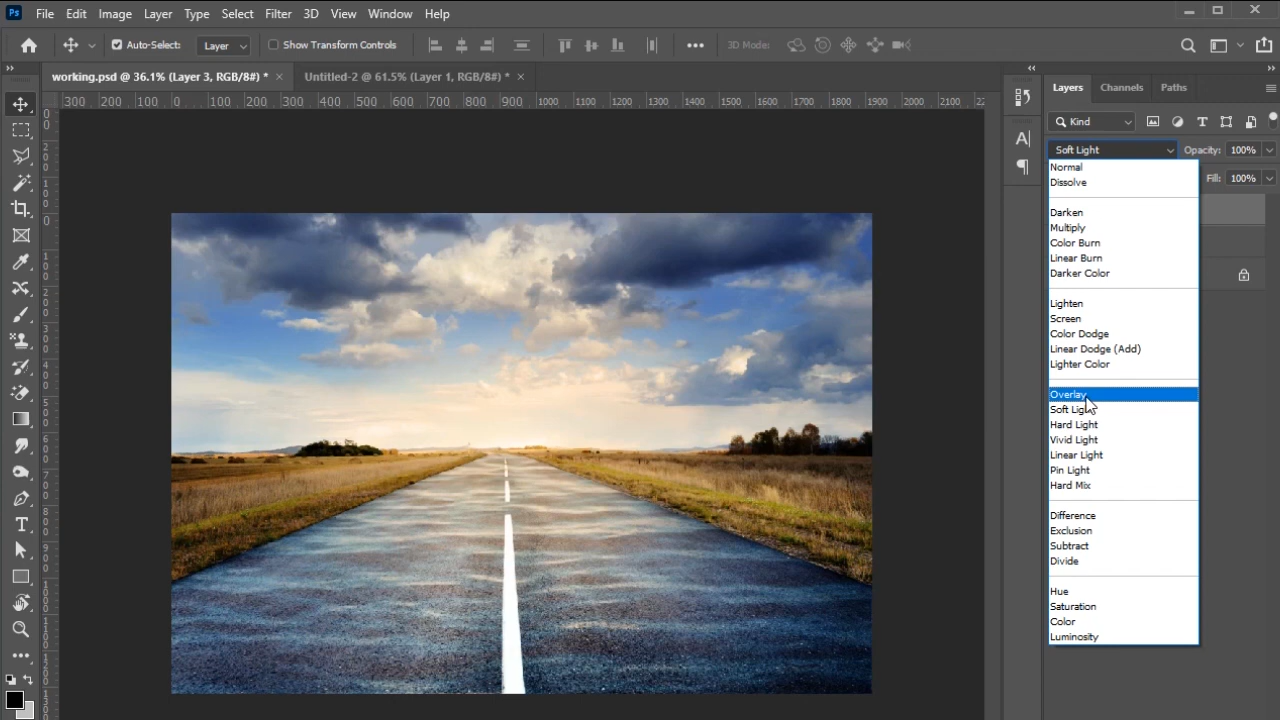 Ps File Edit Image Layer Type Select Filter 3D View Window Help
Auto-Select: Layer Show Transform Controls 3D Mode:
working.psd @ 36.1% (Layer 3, RGB/8#) * Untitled-2 @ 61.5% (Layer 1, RGB/8#) *
300 200 100 0 100 200 300 400 500 600 700 800 900 1000 1100 1200 1300 1400 1500 1600 1700 1800 1900 2000 2100
Layers Channels Paths
Kind
Soft Light Opacity: 100%
Normal
Fill: 100%
Dissolve
Darken
Multiply
Color Burn
Linear Burn
Darker Color
Lighten
Screen
Color Dodge
Linear Dodge (Add)
Lighter Color
Overlay
Soft Light
Hard Light
Vivid Light
Linear Light
Pin Light
Hard Mix
Difference
Exclusion
Subtract
Divide
Hue
Saturation
Color
Luminosity